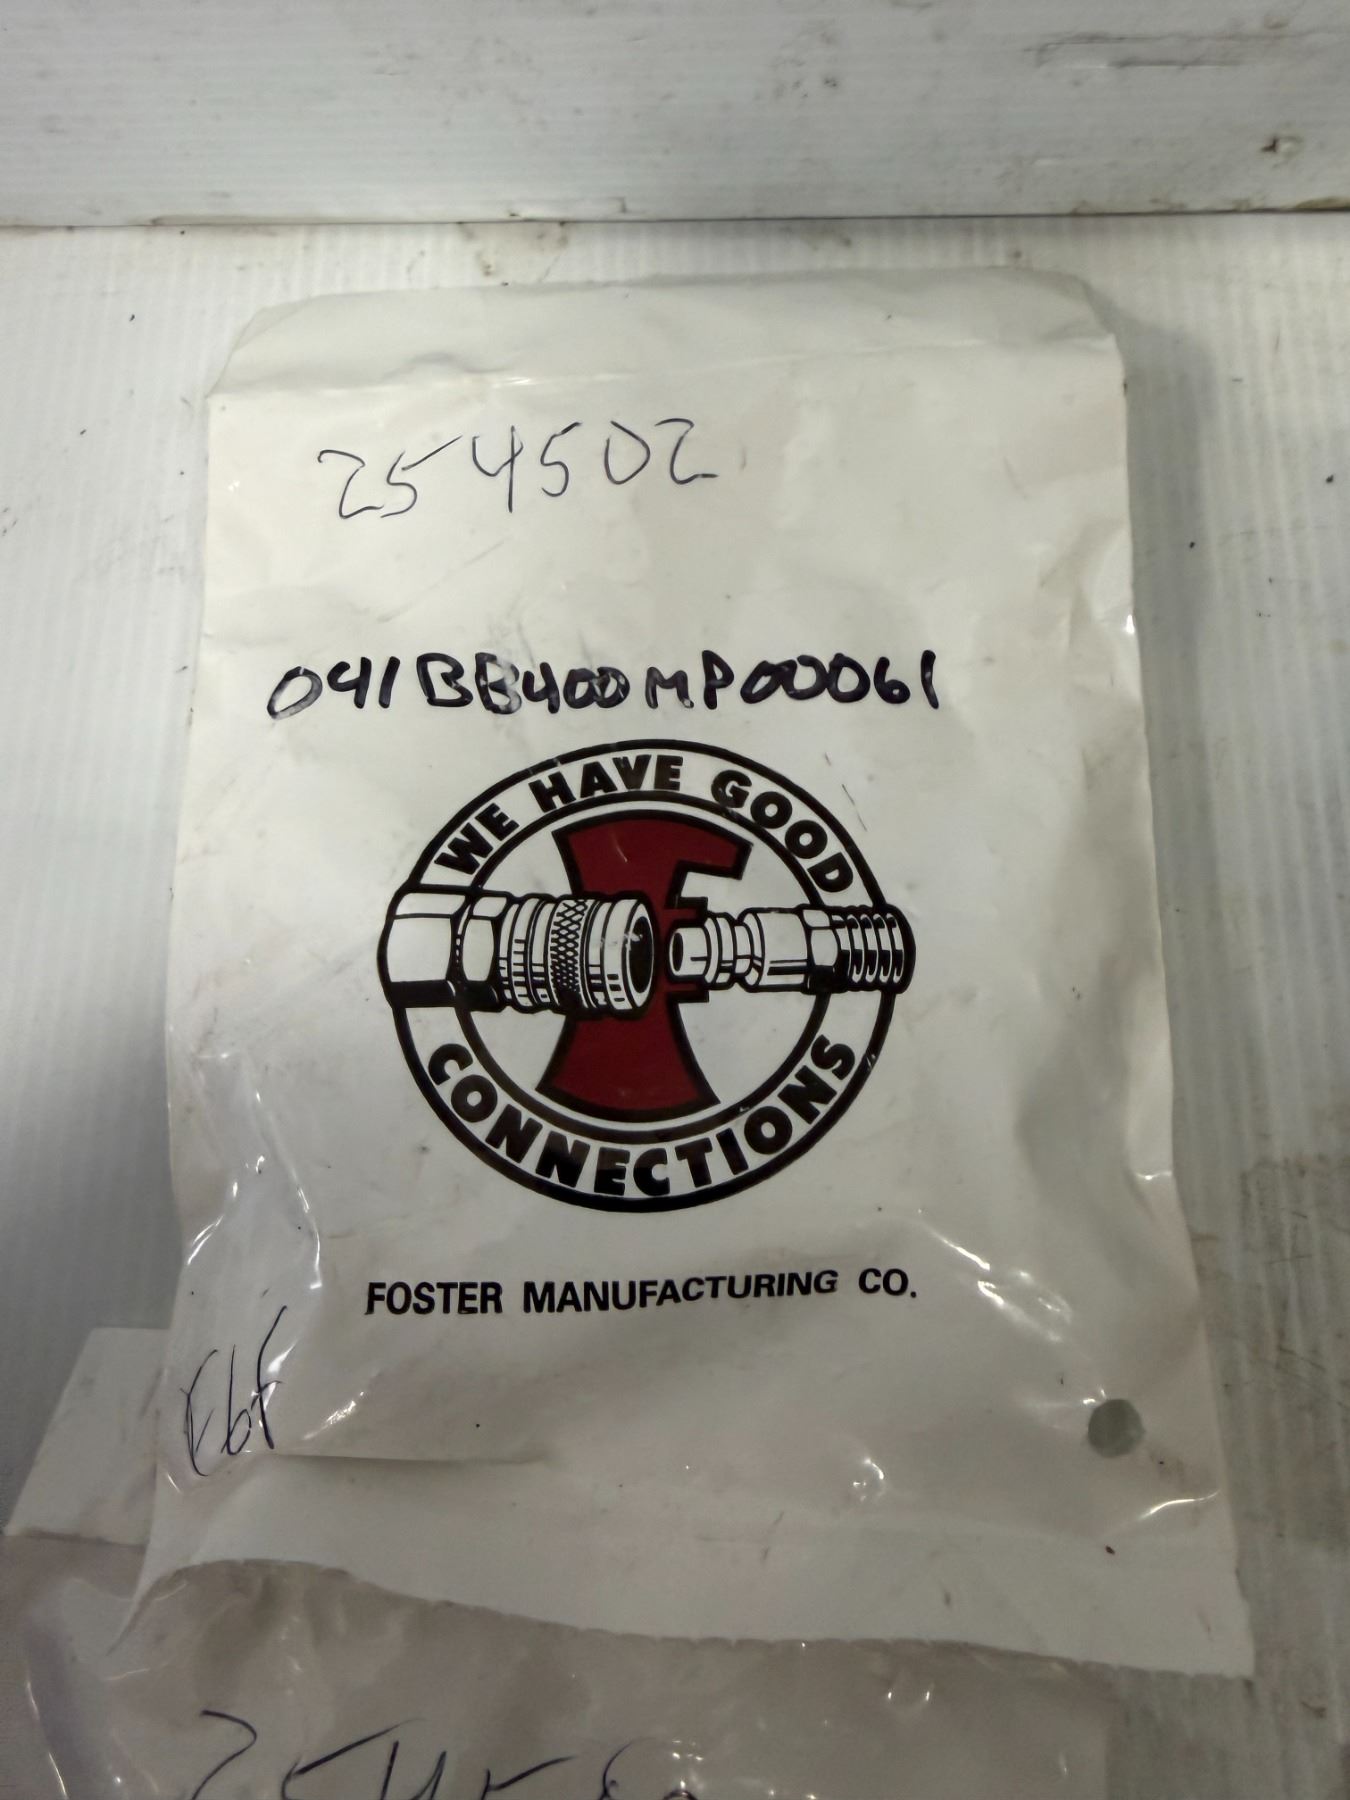 254502
041BB400MP00061
WE HAVE GOOD
CONNECTIONS
FOSTER MANUFACTURING CO.